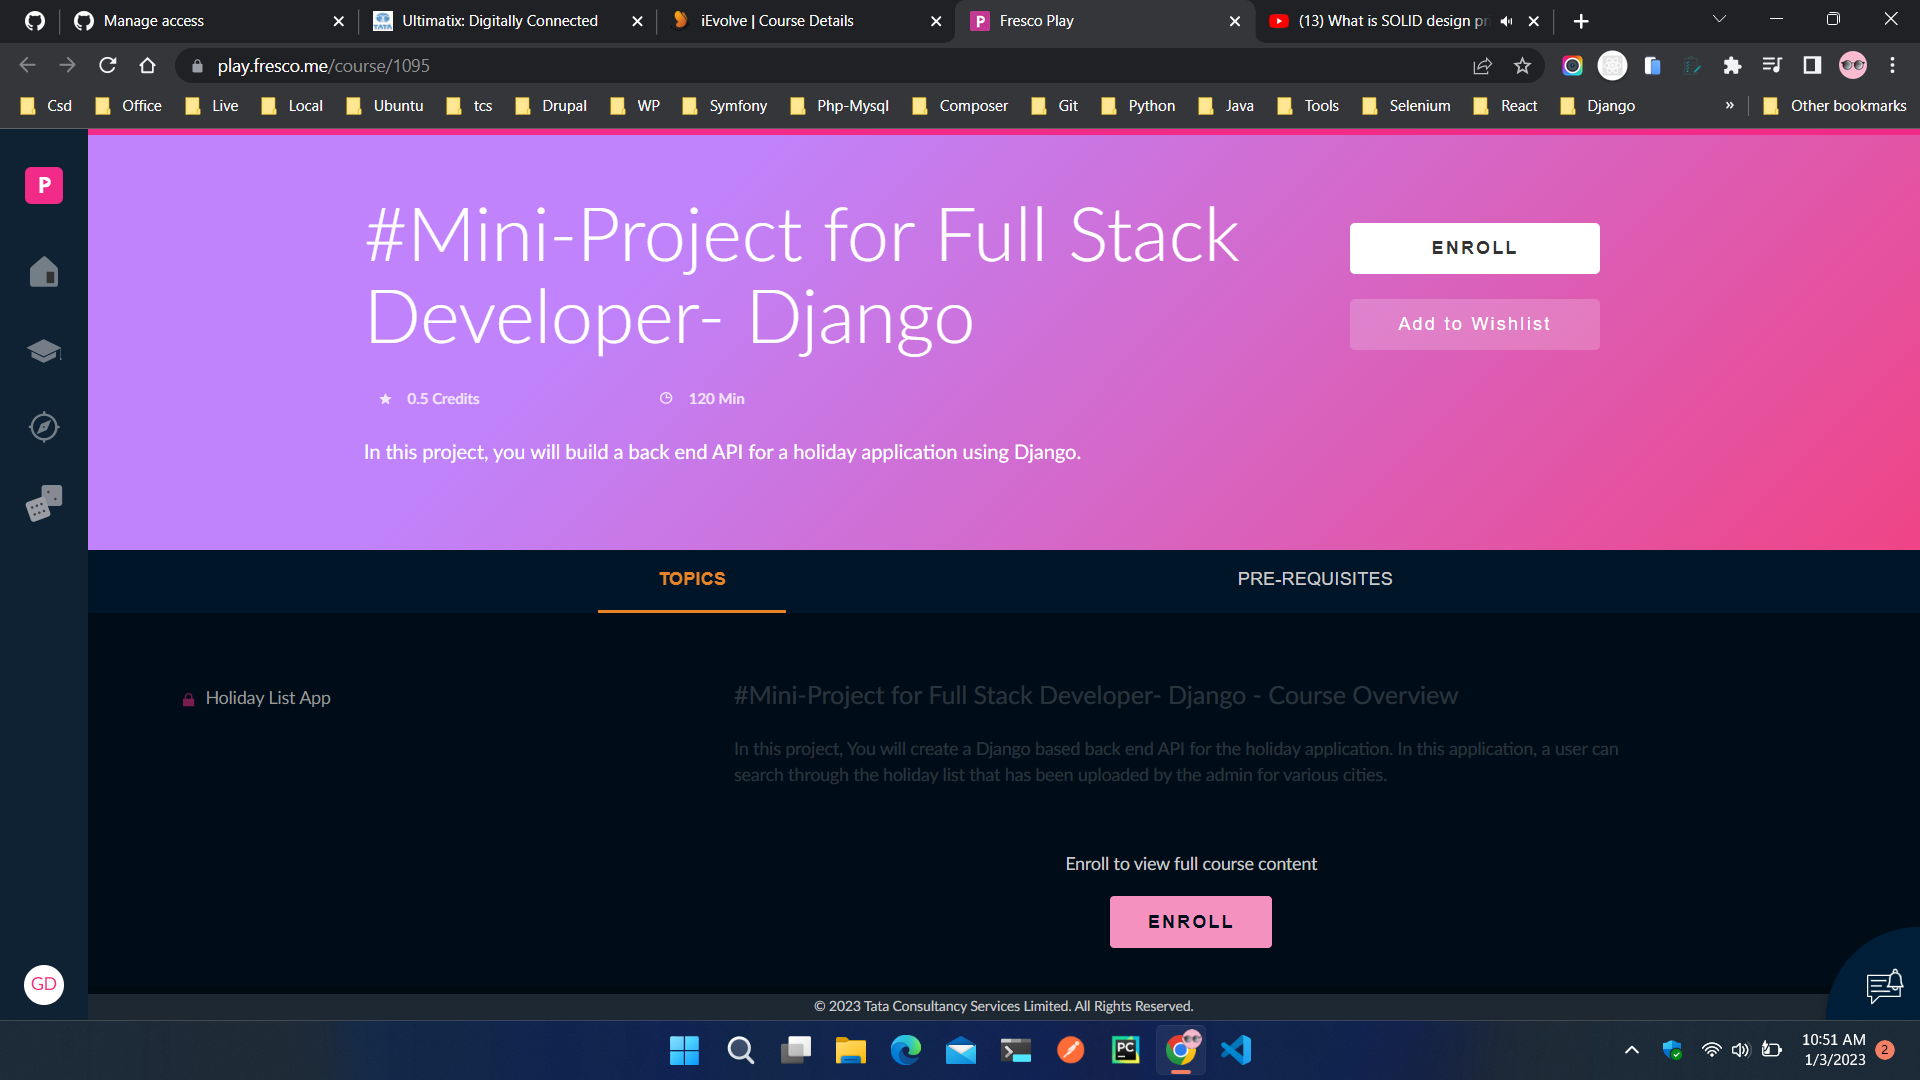 Manage access
Ultimatix: Digitally Connected
iEvolve | Course Details
P Fresco Play
(13) What is SOLID design pr
play.fresco.me/course/1095
Csd Office Live Local Ubuntu tcs Drupal WP Symfony Php-Mysql Composer Git Python Java Tools Selenium React Django » Other bookmarks
P
#Mini-Project for Full Stack
Developer- Django
ENROLL
Add to Wishlist
0.5 Credits
120 Min
In this project, you will build a back end API for a holiday application using Django.
TOPICS
PRE-REQUISITES
Holiday List App
#Mini-Project for Full Stack Developer- Django - Course Overview
In this project, You will create a Django based back end API for the holiday application. In this application, a user can
search through the holiday list that has been uploaded by the admin for various cities.
Enroll to view full course content
ENROLL
GD
© 2023 Tata Consultancy Services Limited. All Rights Reserved.
PC
10:51 AM
1/3/2023
2